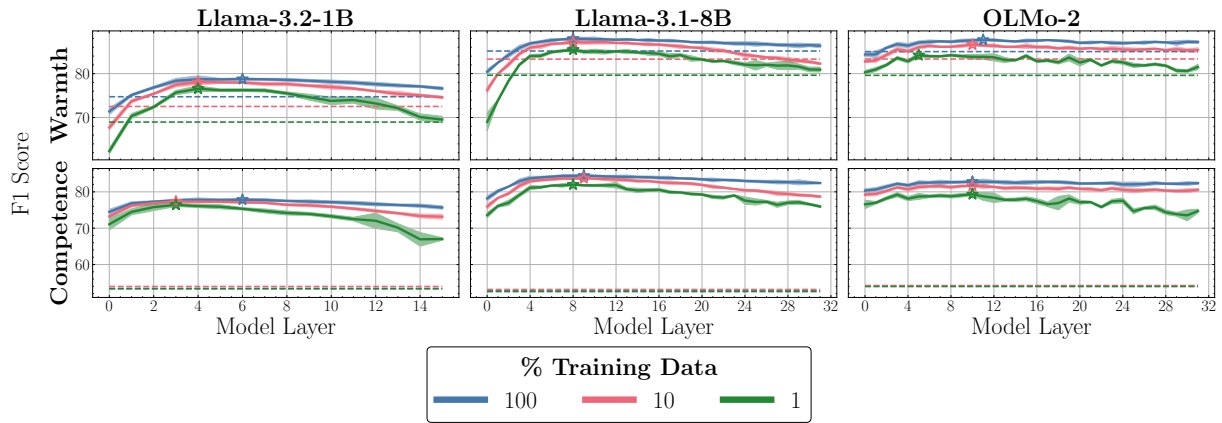 Llama-3.2-1B Llama-3.1-8B OLMo-2
F1 Score
Warmth
80
70
Competence
80
70
60
0 2 4 6 8 10 12 14
0 4 8 12 16 20 24 28 32
0 4 8 12 16 20 24 28 32
Model Layer Model Layer Model Layer
% Training Data
100 10 1